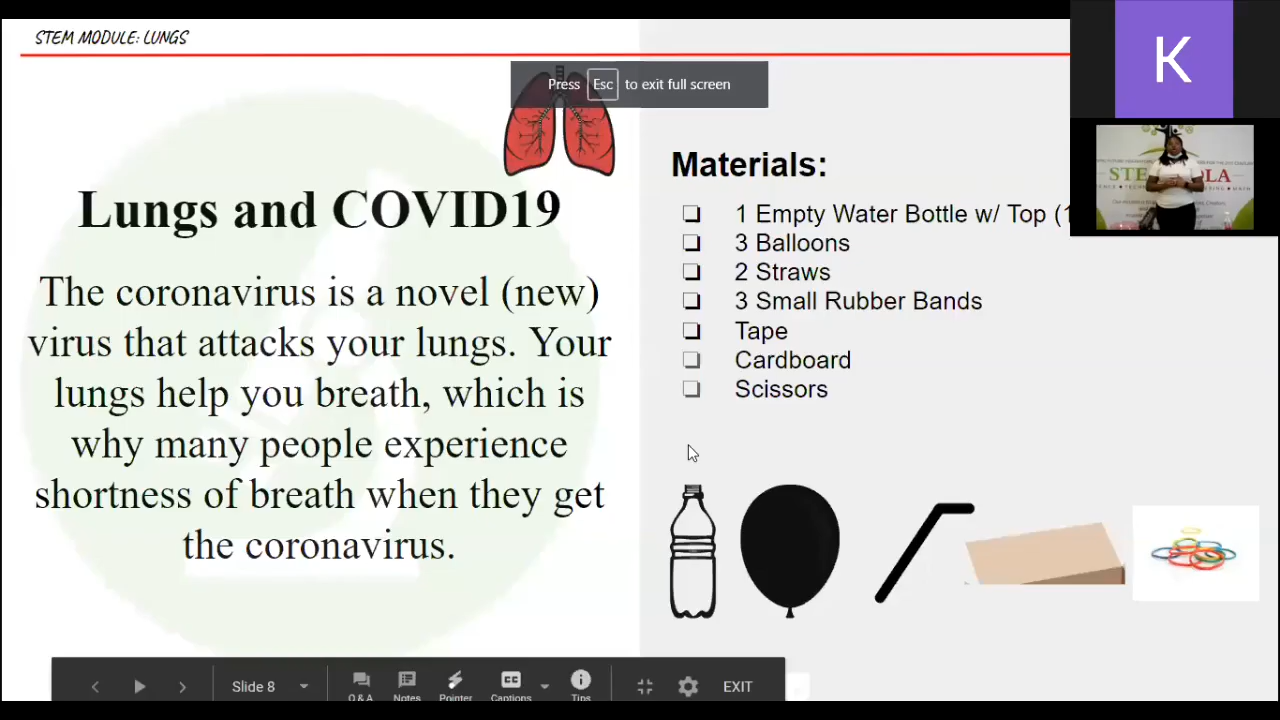 STEM MODULE: LUNGS
Press Esc to exit full screen
K
Lungs and COVID19
The coronavirus is a novel (new)
virus that attacks your lungs. Your
lungs help you breath, which is
why many people experience
shortness of breath when they get
the coronavirus.
Materials:
1 Empty Water Bottle w/ Top (1
3 Balloons
2 Straws
3 Small Rubber Bands
Tape
Cardboard
Scissors
Slide 8
Q & A
Notes
Pointer
Captions
Tips
EXIT